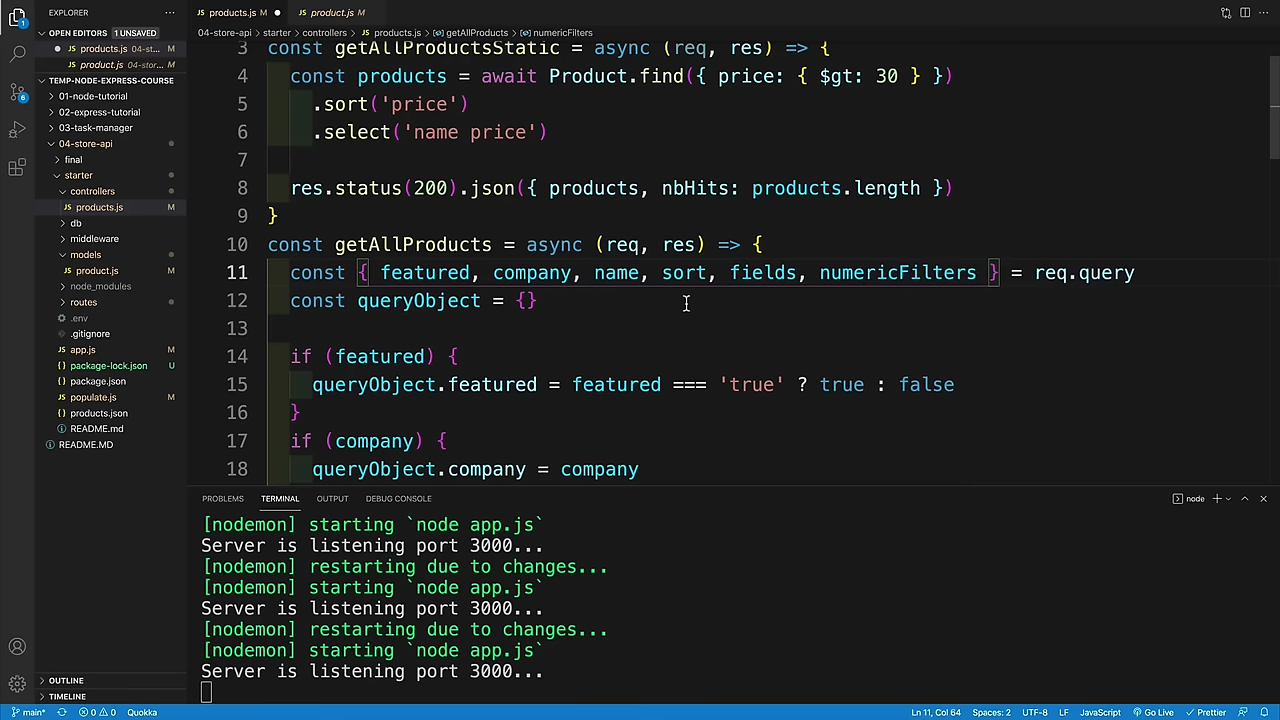 EXPLORER ···
OPEN EDITORS 1 UNSAVED
products.js 04-st... M
product.js 04-stor... M
TEMP-NODE-EXPRESS-COURSE
01-node-tutorial
02-express-tutorial
03-task-manager
04-store-api
final
starter
controllers
products.js M
db
middleware
models
product.js M
node_modules
routes
.env
.gitignore
app.js M
package-lock.json U
package.json
populate.js M
products.json
README.md
README.MD
OUTLINE
TIMELINE
products.js M
product.js M
04-store-api > starter > controllers > products.js > getAllProducts > numericFilters
3 const getAllProductsStatic = async (req, res) => {
4 const products = await Product.find({ price: { $gt: 30 } })
5 .sort('price')
6 .select('name price')
7
8 res.status(200).json({ products, nbHits: products.length })
9 }
10 const getAllProducts = async (req, res) => {
11 const { featured, company, name, sort, fields, numericFilters } = req.query
12 const queryObject = {}
13
14 if (featured) {
15 queryObject.featured = featured === 'true' ? true : false
16 }
17 if (company) {
18 queryObject.company = company
PROBLEMS TERMINAL OUTPUT DEBUG CONSOLE node
[nodemon] starting `node app.js`
Server is listening port 3000...
[nodemon] restarting due to changes...
[nodemon] starting `node app.js`
Server is listening port 3000...
[nodemon] restarting due to changes...
[nodemon] starting `node app.js`
Server is listening port 3000...
main* 0 0 Quokka Ln 11, Col 64 Spaces: 2 UTF-8 LF JavaScript Go Live Prettier